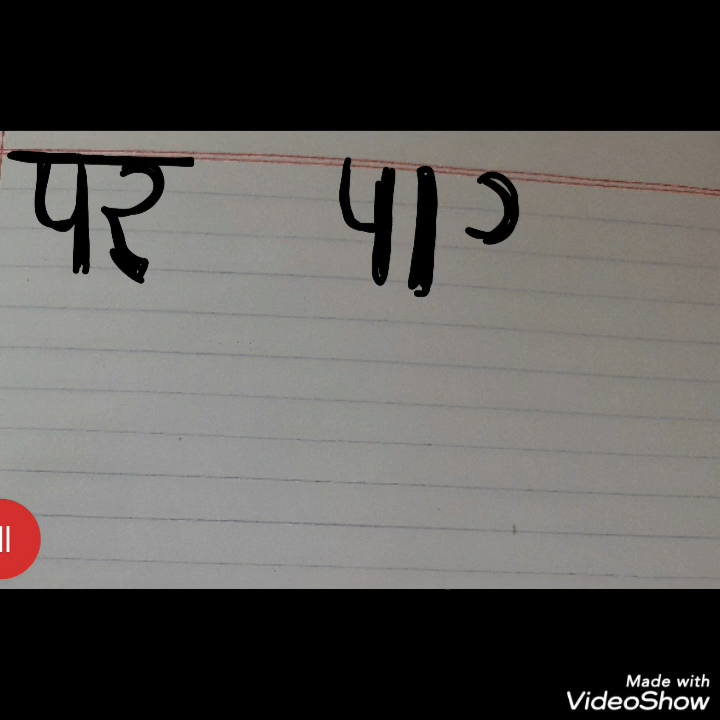 पर पा
Made with
VideoShow